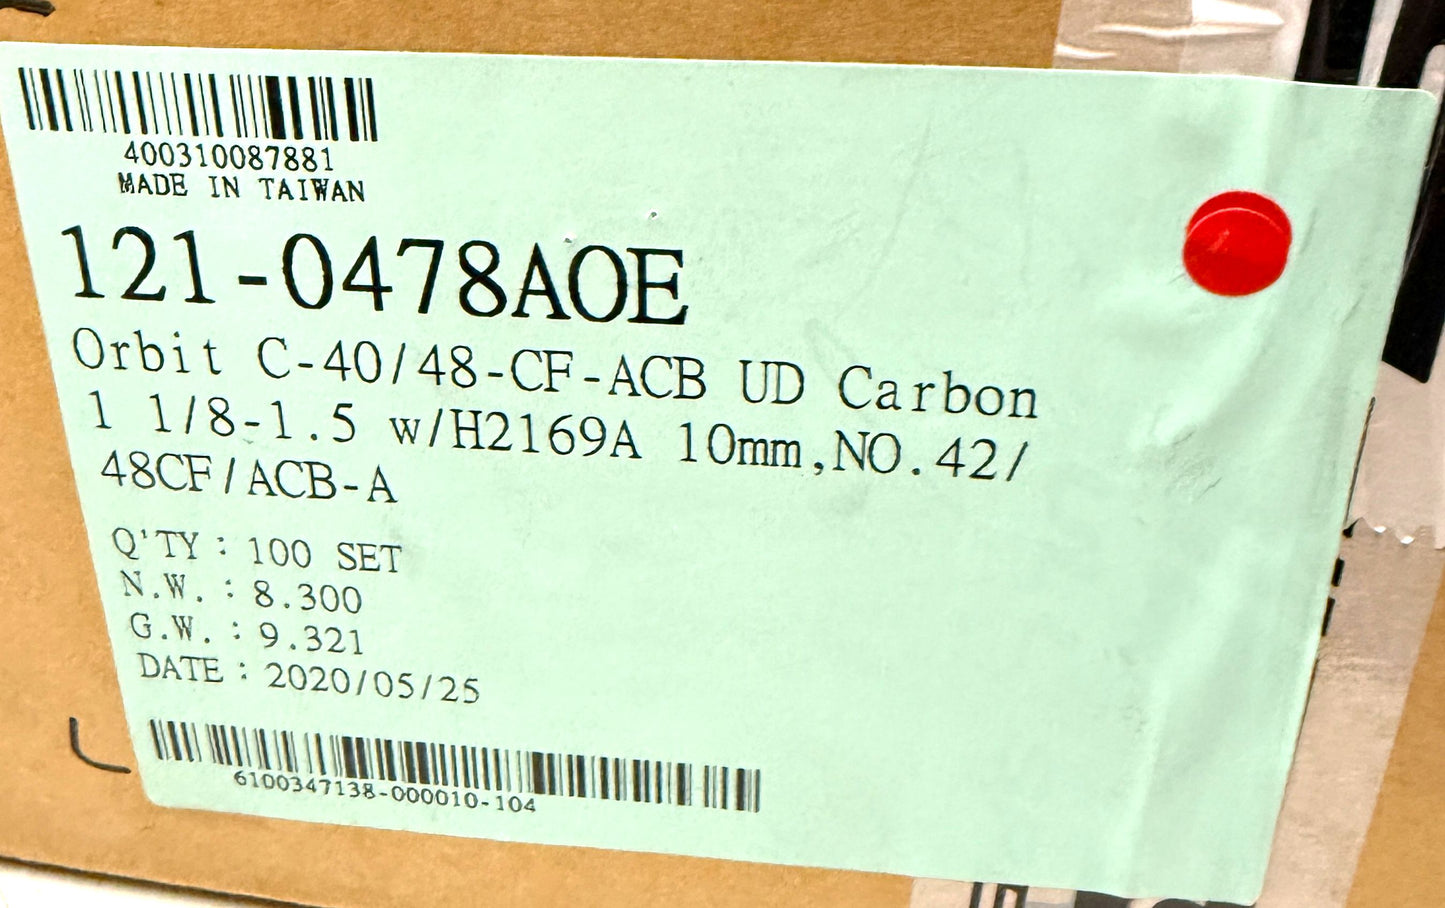 400310087881
MADE IN TAIWAN
121-0478AOE
Orbit C-40/48-CF-ACB UD Carbon
1 1/8-1.5 w/H2169A 10mm,NO.42/
48CF/ACB-A
Q'TY : 100 SET
N.W. : 8.300
G.W. : 9.321
DATE : 2020/05/25
6100347138-000010-104